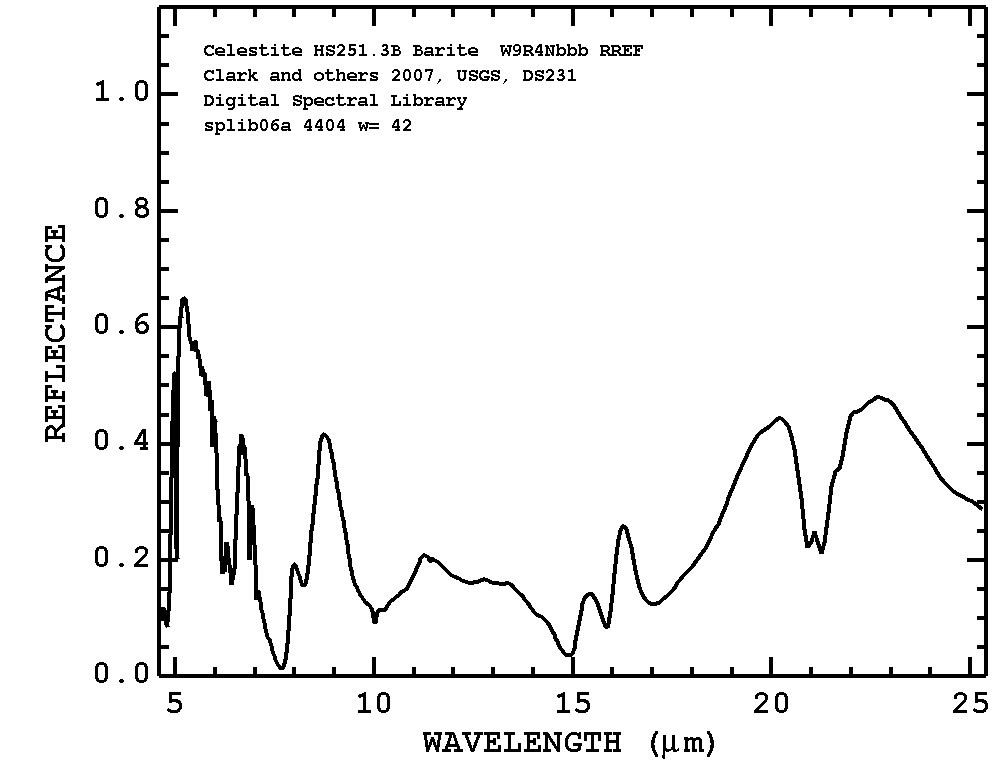 Celestite HS251.3B Barite  W9R4Nbbb RREF
Clark and others 2007, USGS, DS231
Digital Spectral Library
splib06a 4404 w= 42
REFLECTANCE
1.0
0.8
0.6
0.4
0.2
0.0
5 10 15 20 25
WAVELENGTH (μm)